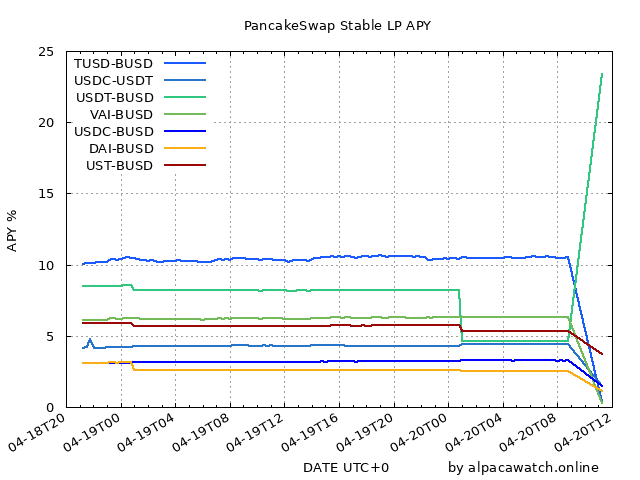 PancakeSwap Stable LP APY
25
20
15
10
5
0
APY %
TUSD-BUSD
USDC-USDT
USDT-BUSD
VAI-BUSD
USDC-BUSD
DAI-BUSD
UST-BUSD
04-18T20
04-19T00
04-19T04
04-19T08
04-19T12
04-19T16
04-19T20
04-20T00
04-20T04
04-20T08
04-20T12
DATE UTC+0
by alpacawatch.online